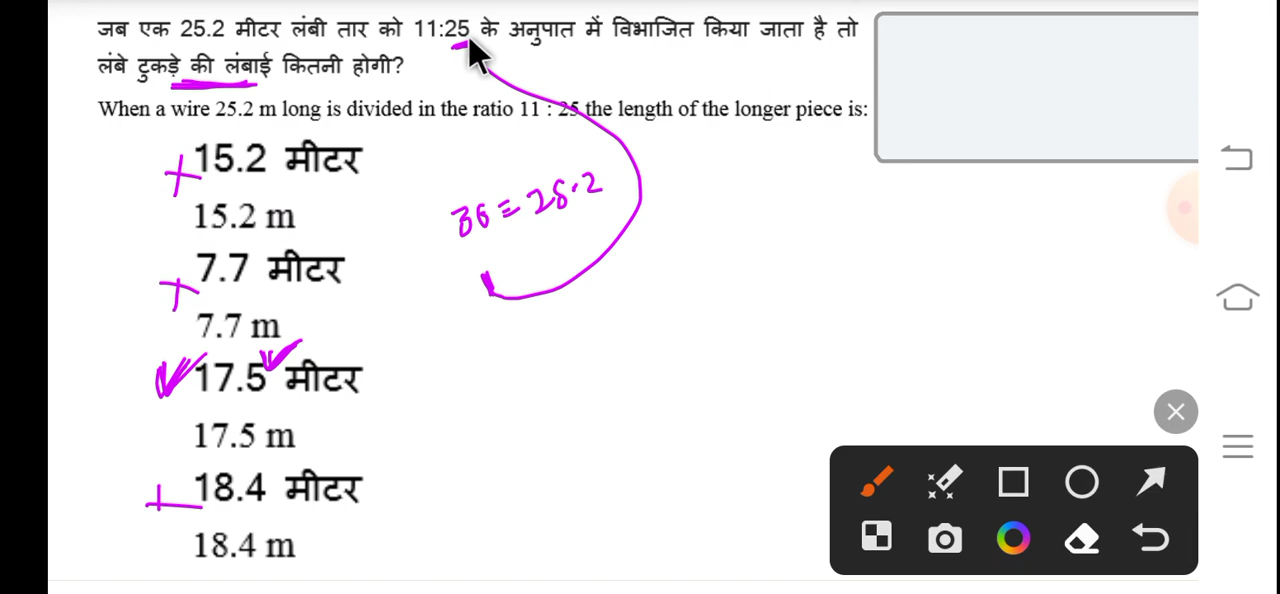 जब एक 25.2 मीटर लंबी तार को 11:25 के अनुपात में विभाजित किया जाता है तो
लंबे टुकड़े की लंबाई कितनी होगी?
When a wire 25.2 m long is divided in the ratio 11 : 25 the length of the longer piece is:
15.2 मीटर
15.2 m
36 = 25.2
7.7 मीटर
7.7 m
17.5 मीटर
17.5 m
18.4 मीटर
18.4 m